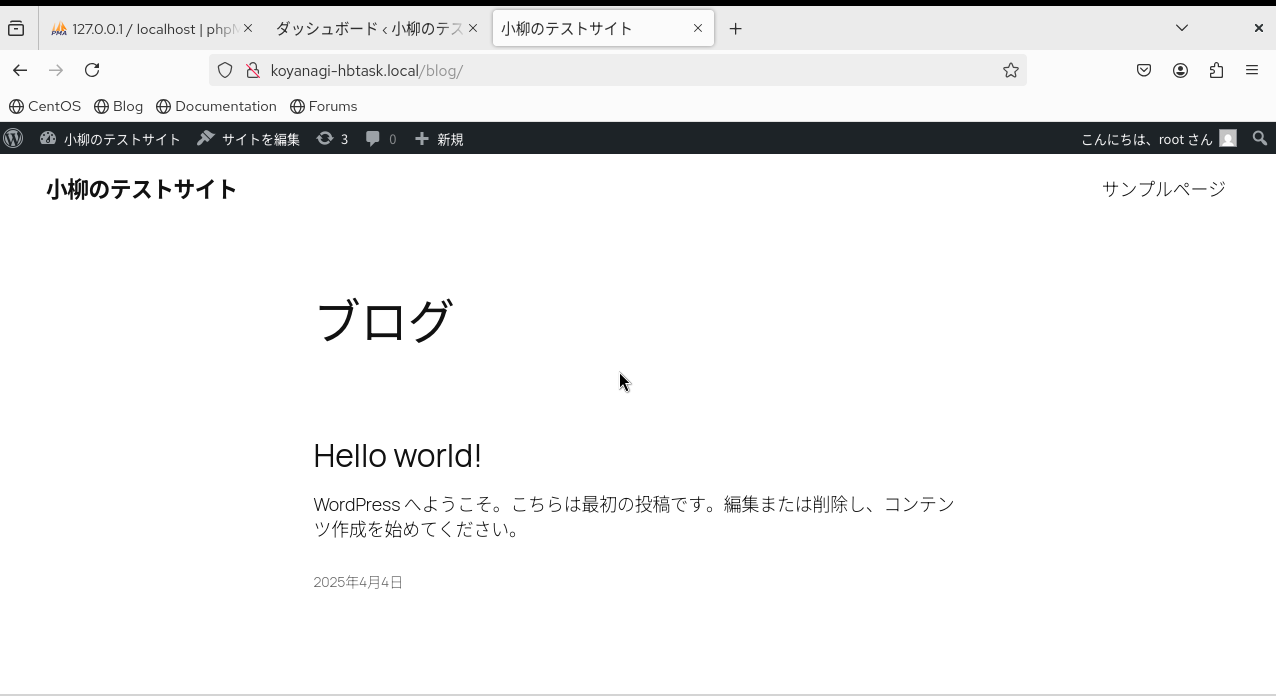 127.0.0.1 / localhost | php
ダッシュボード ‹ 小柳のテス
小柳のテストサイト
koyanagi-hbtask.local/blog/
CentOS Blog Documentation Forums
小柳のテストサイト サイトを編集 3 0 新規 こんにちは、root さん
小柳のテストサイト サンプルページ
ブログ
Hello world!
WordPress へようこそ。こちらは最初の投稿です。編集または削除し、コンテン
ツ作成を始めてください。
2025年4月4日